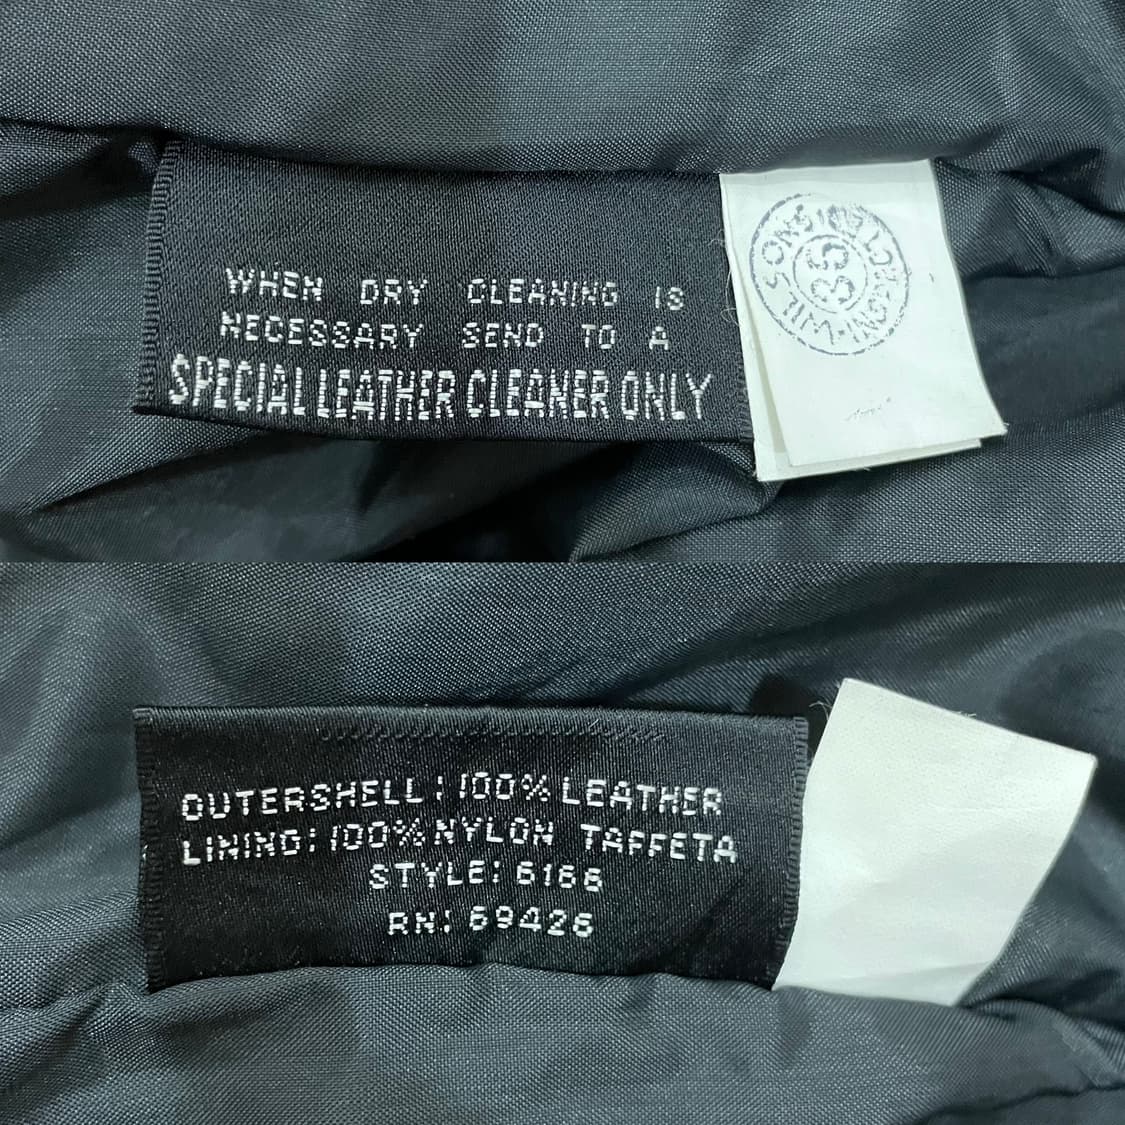 WHEN DRY CLEANING IS
NECESSARY SEND TO A
SPECIAL LEATHER CLEANER ONLY
35
OUTERSHELL: 100% LEATHER
LINING: 100% NYLON TAFFETA
STYLE: 6166
RN: 69426